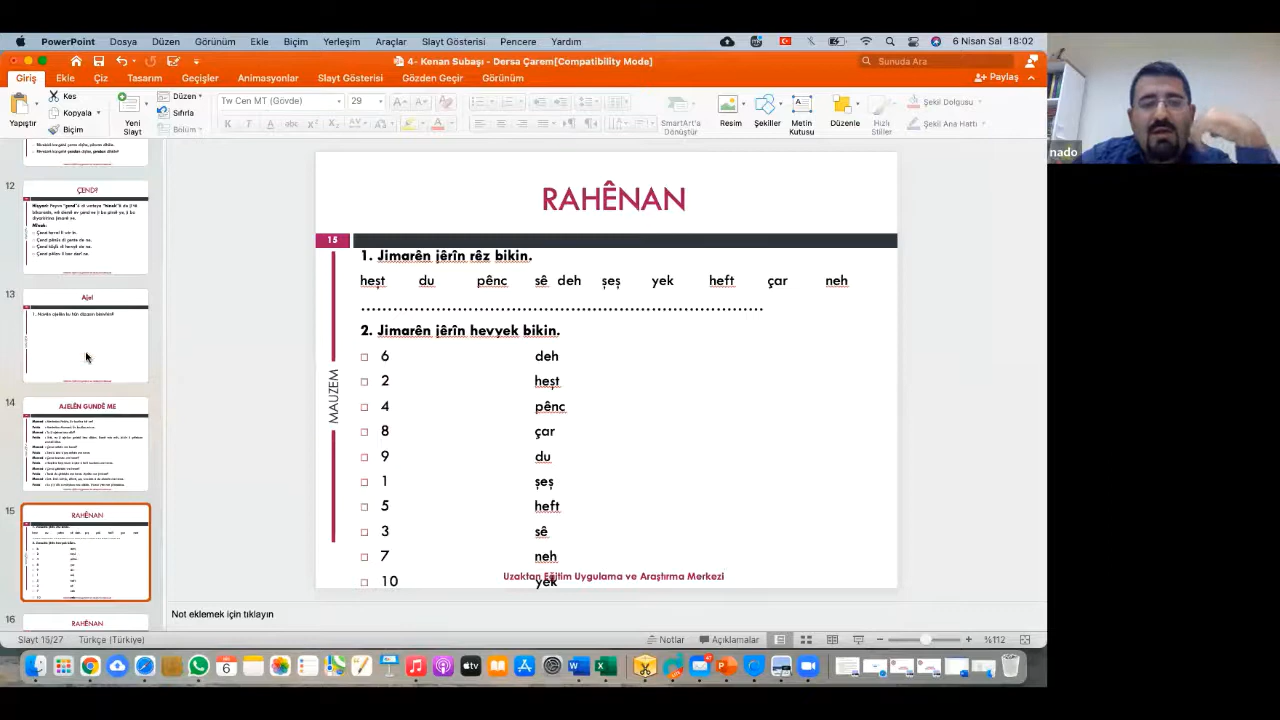 PowerPoint Dosya Düzen Görünüm Ekle Biçim Yerleşim Araçlar Slayt Gösterisi Pencere Yardım 6 Nisan Sal 18:02
4- Kenan Subaşı - Dersa Çarem[Compatibility Mode] Sunuda Ara
Giriş Ekle Çiz Tasarım Geçişler Animasyonlar Slayt Gösterisi Gözden Geçir Görünüm Paylaş
Yapıştır Kes Kopyala Biçim Yeni Slayt Düzen Sıfırla Bölüm Tw Cen MT (Gövde) 29 SmartArt'a Dönüştür Resim Şekiller Metin Kutusu Düzenle Hızlı Stiller Şekil Dolgusu Şekil Ana Hattı
nado
12
ÇEND?
13
Ajel
14
AJELÊN GUNDÊ ME
15
RAHÊNAN
16
RAHÊNAN
RAHÊNAN
15
MAUZEM
1. Jimarên jêrîn rêz bikin.
heşt du pênc sê deh şeş yek heft çar neh
2. Jimarên jêrîn hevyek bikin.
6 deh
2 heşt
4 pênc
8 çar
9 du
1 şeş
5 heft
3 sê
7 neh
10 yek
Uzaktan Eğitim Uygulama ve Araştırma Merkezi
Not eklemek için tıklayın
Slayt 15/27 Türkçe (Türkiye) Notlar Açıklamalar %112